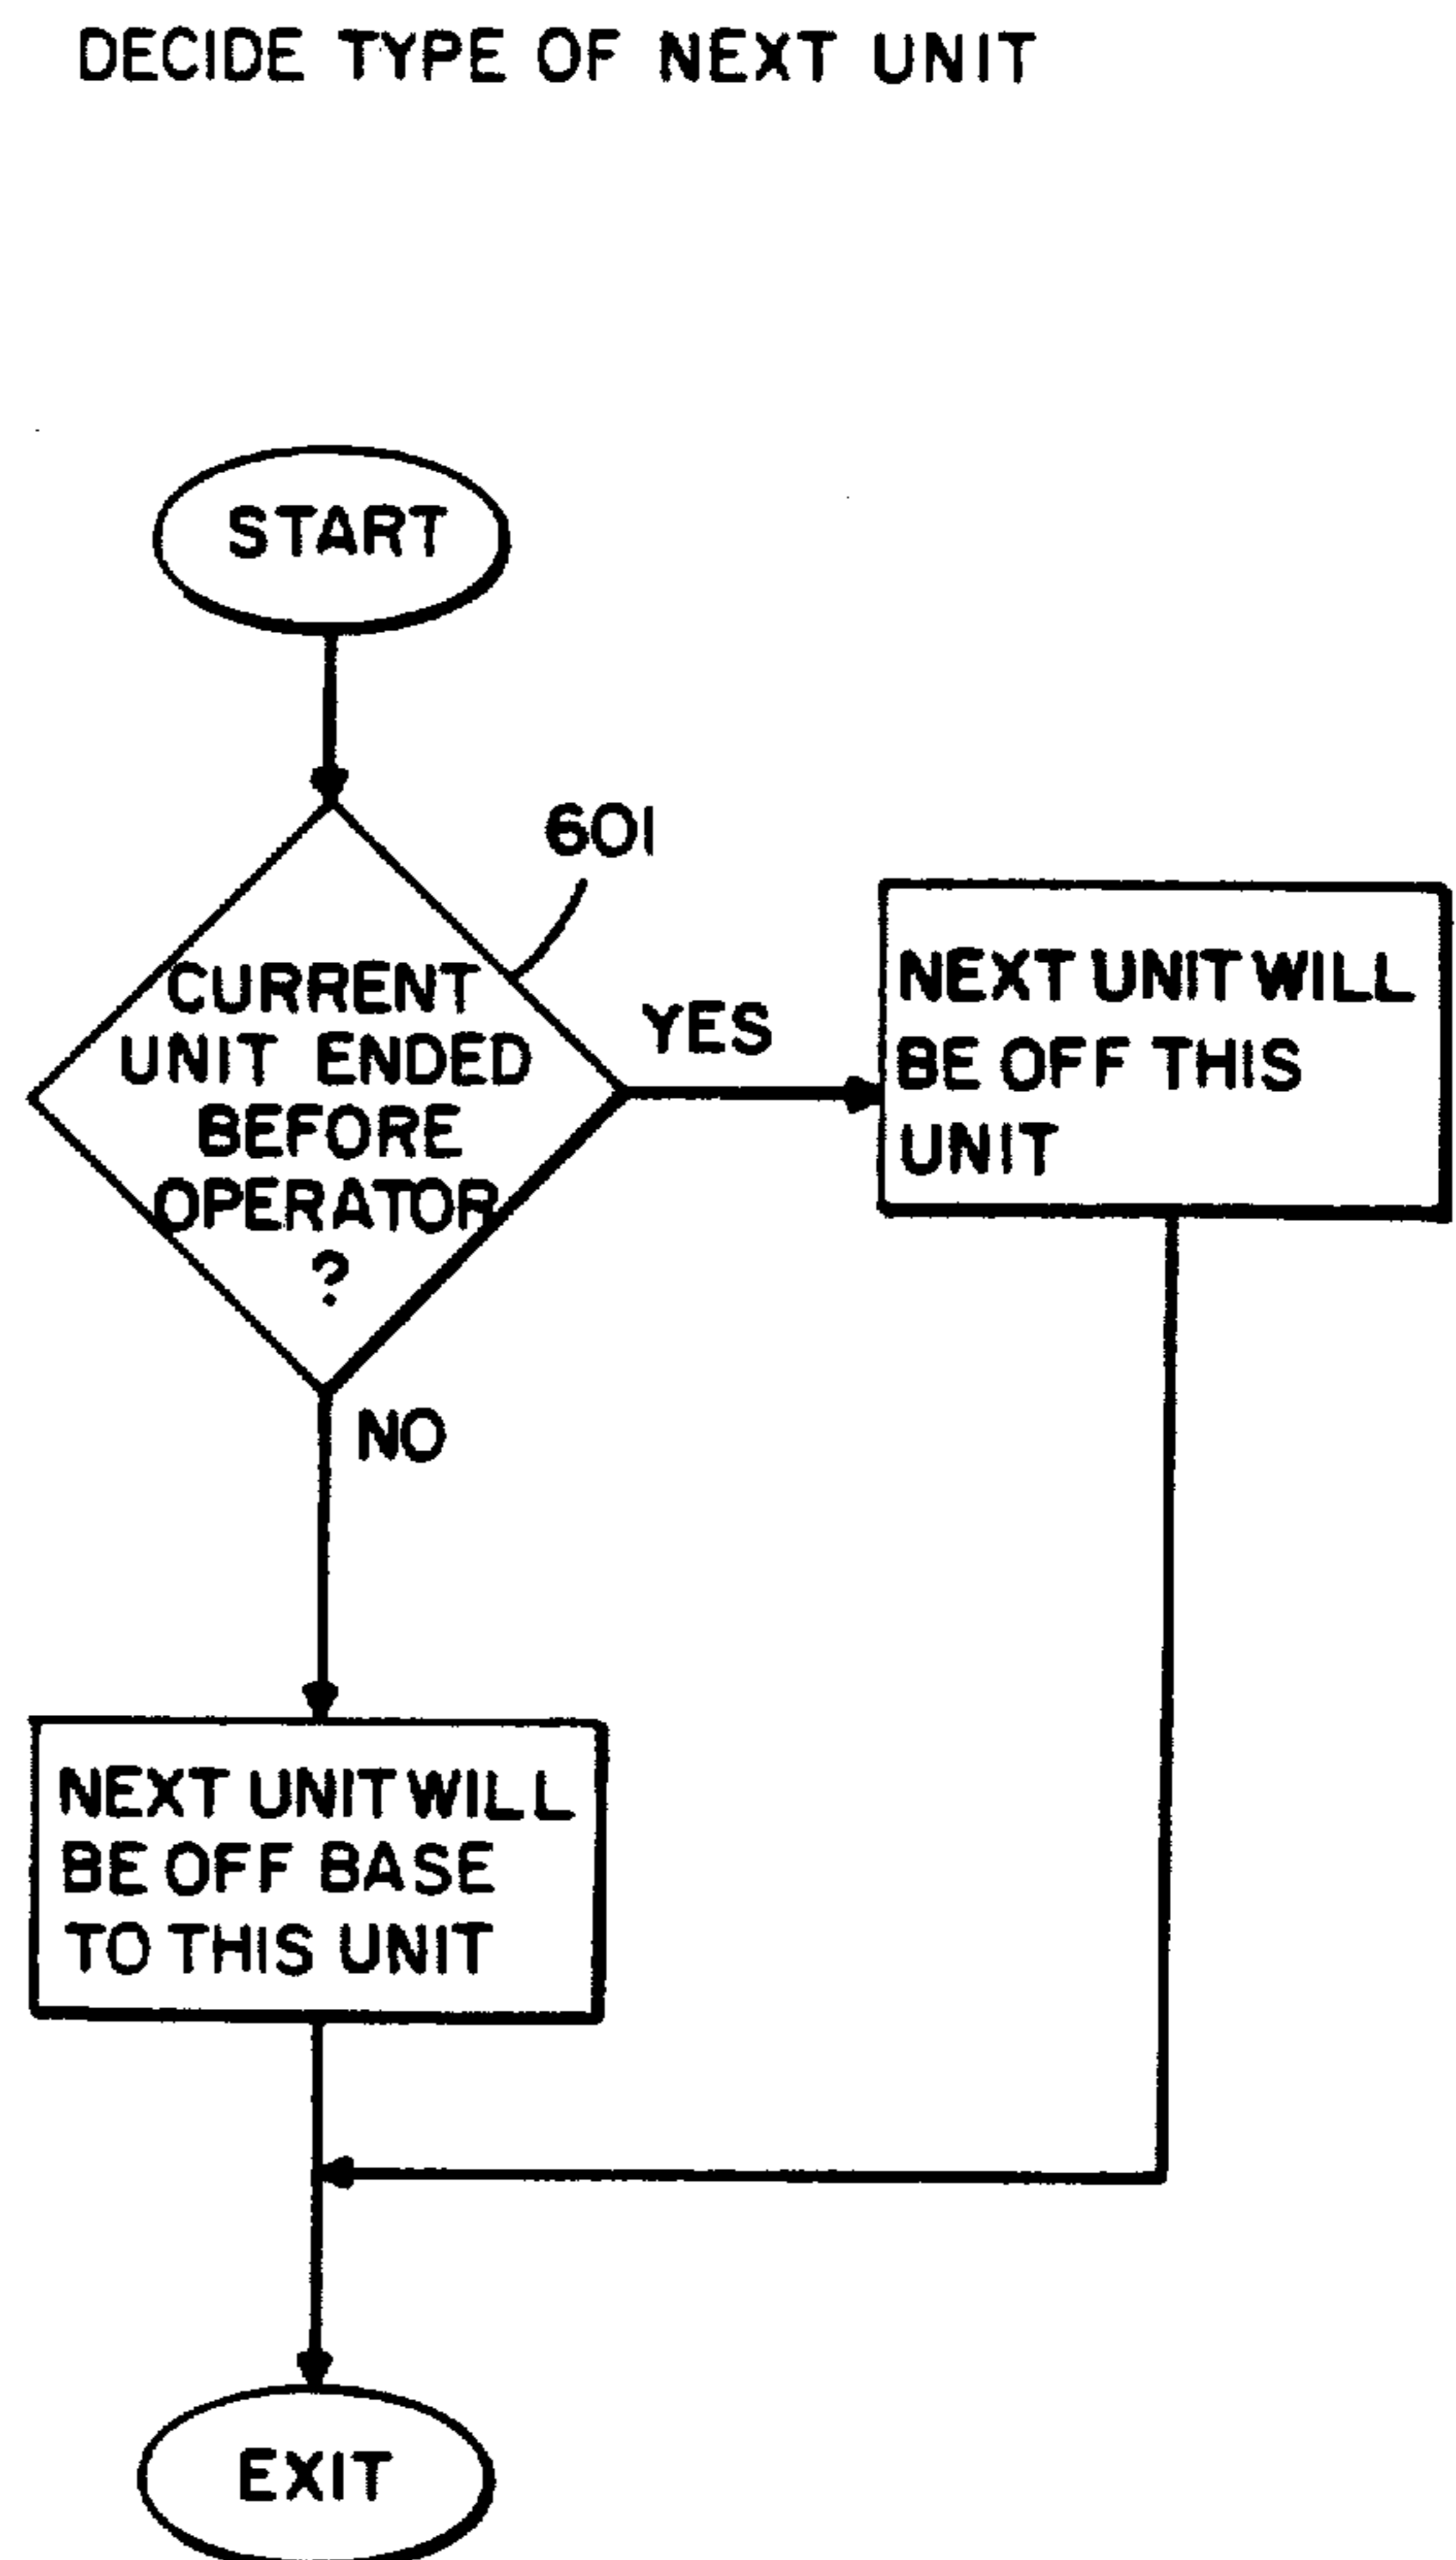 DECIDE TYPE OF NEXT UNIT
START
601
CURRENT
UNIT ENDED
BEFORE
OPERATOR
?
YES
NEXT UNIT WILL
BE OFF THIS
UNIT
NO
NEXT UNIT WILL
BE OFF BASE
TO THIS UNIT
EXIT